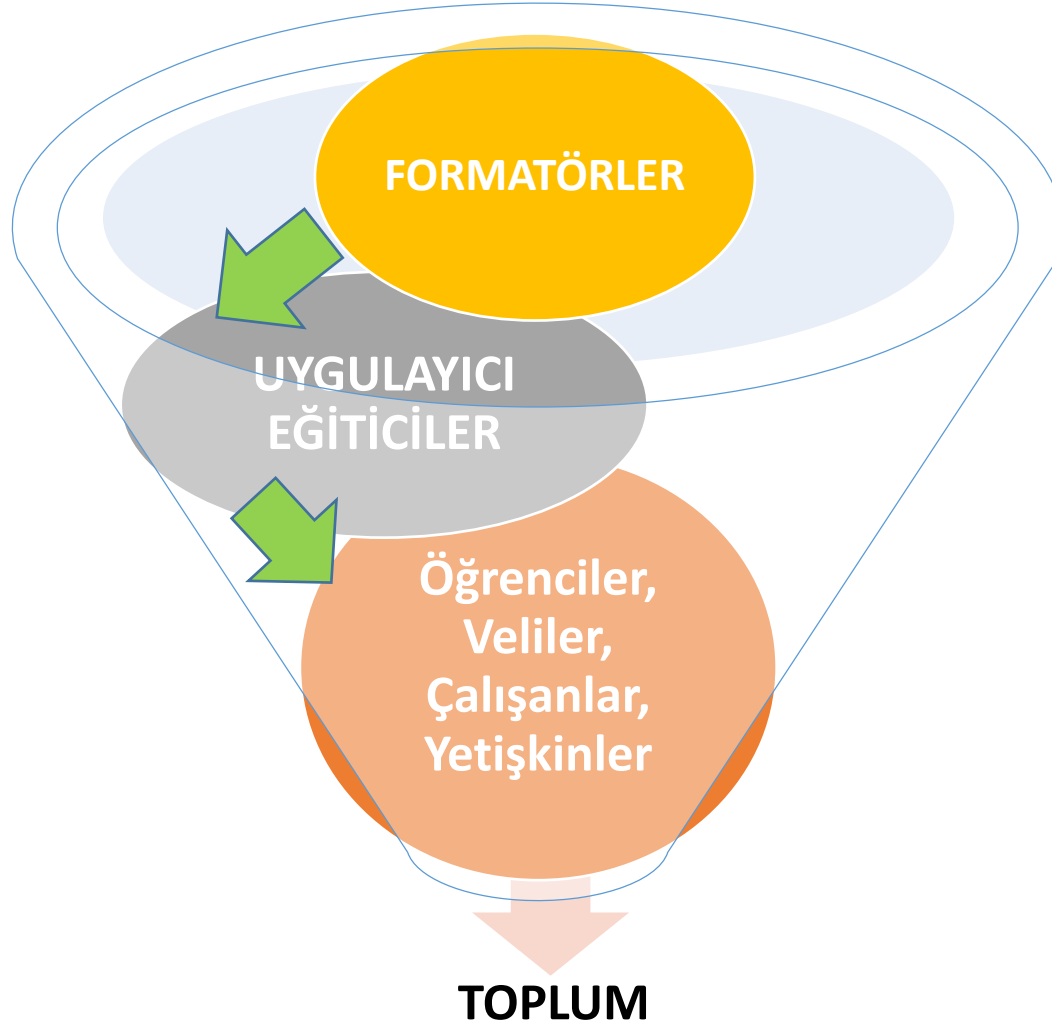 FORMATÖRLER
UYGULAYICI
EĞİTİCİLER
Öğrenciler,
Veliler,
Çalışanlar,
Yetişkinler
TOPLUM